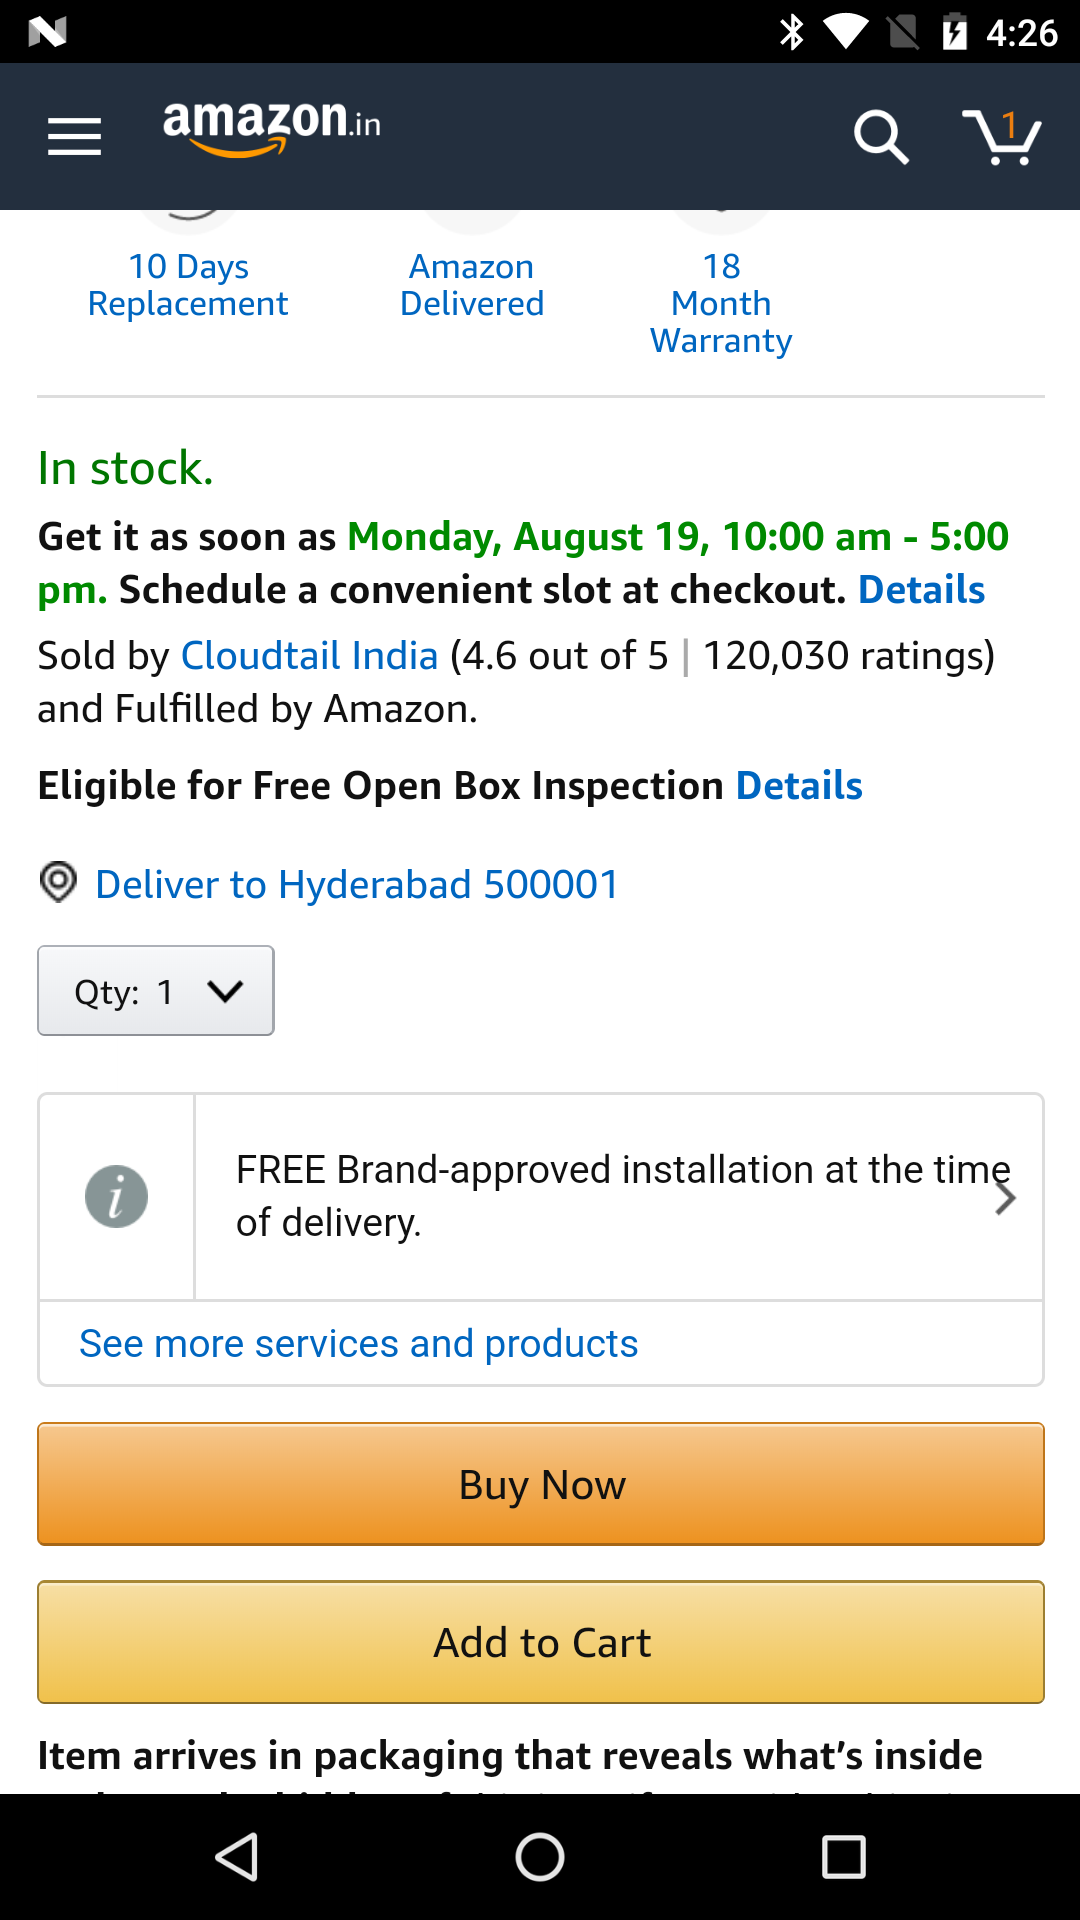 4:26
amazon.in
1
10 Days
Replacement
Amazon
Delivered
18
Month
Warranty
In stock.
Get it as soon as Monday, August 19, 10:00 am - 5:00
pm. Schedule a convenient slot at checkout. Details
Sold by Cloudtail India (4.6 out of 5 | 120,030 ratings)
and Fulfilled by Amazon.
Eligible for Free Open Box Inspection Details
Deliver to Hyderabad 500001
Qty: 1
i
FREE Brand-approved installation at the time
of delivery.
See more services and products
Buy Now
Add to Cart
Item arrives in packaging that reveals what’s inside